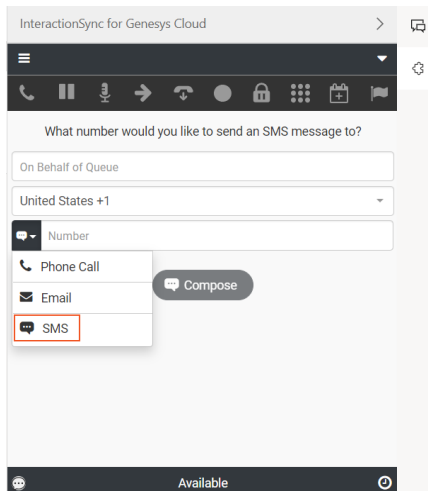 InteractionSync for Genesys Cloud
What number would you like to send an SMS message to?
On Behalf of Queue
United States +1
Number
Phone Call
Compose
Email
SMS
Available